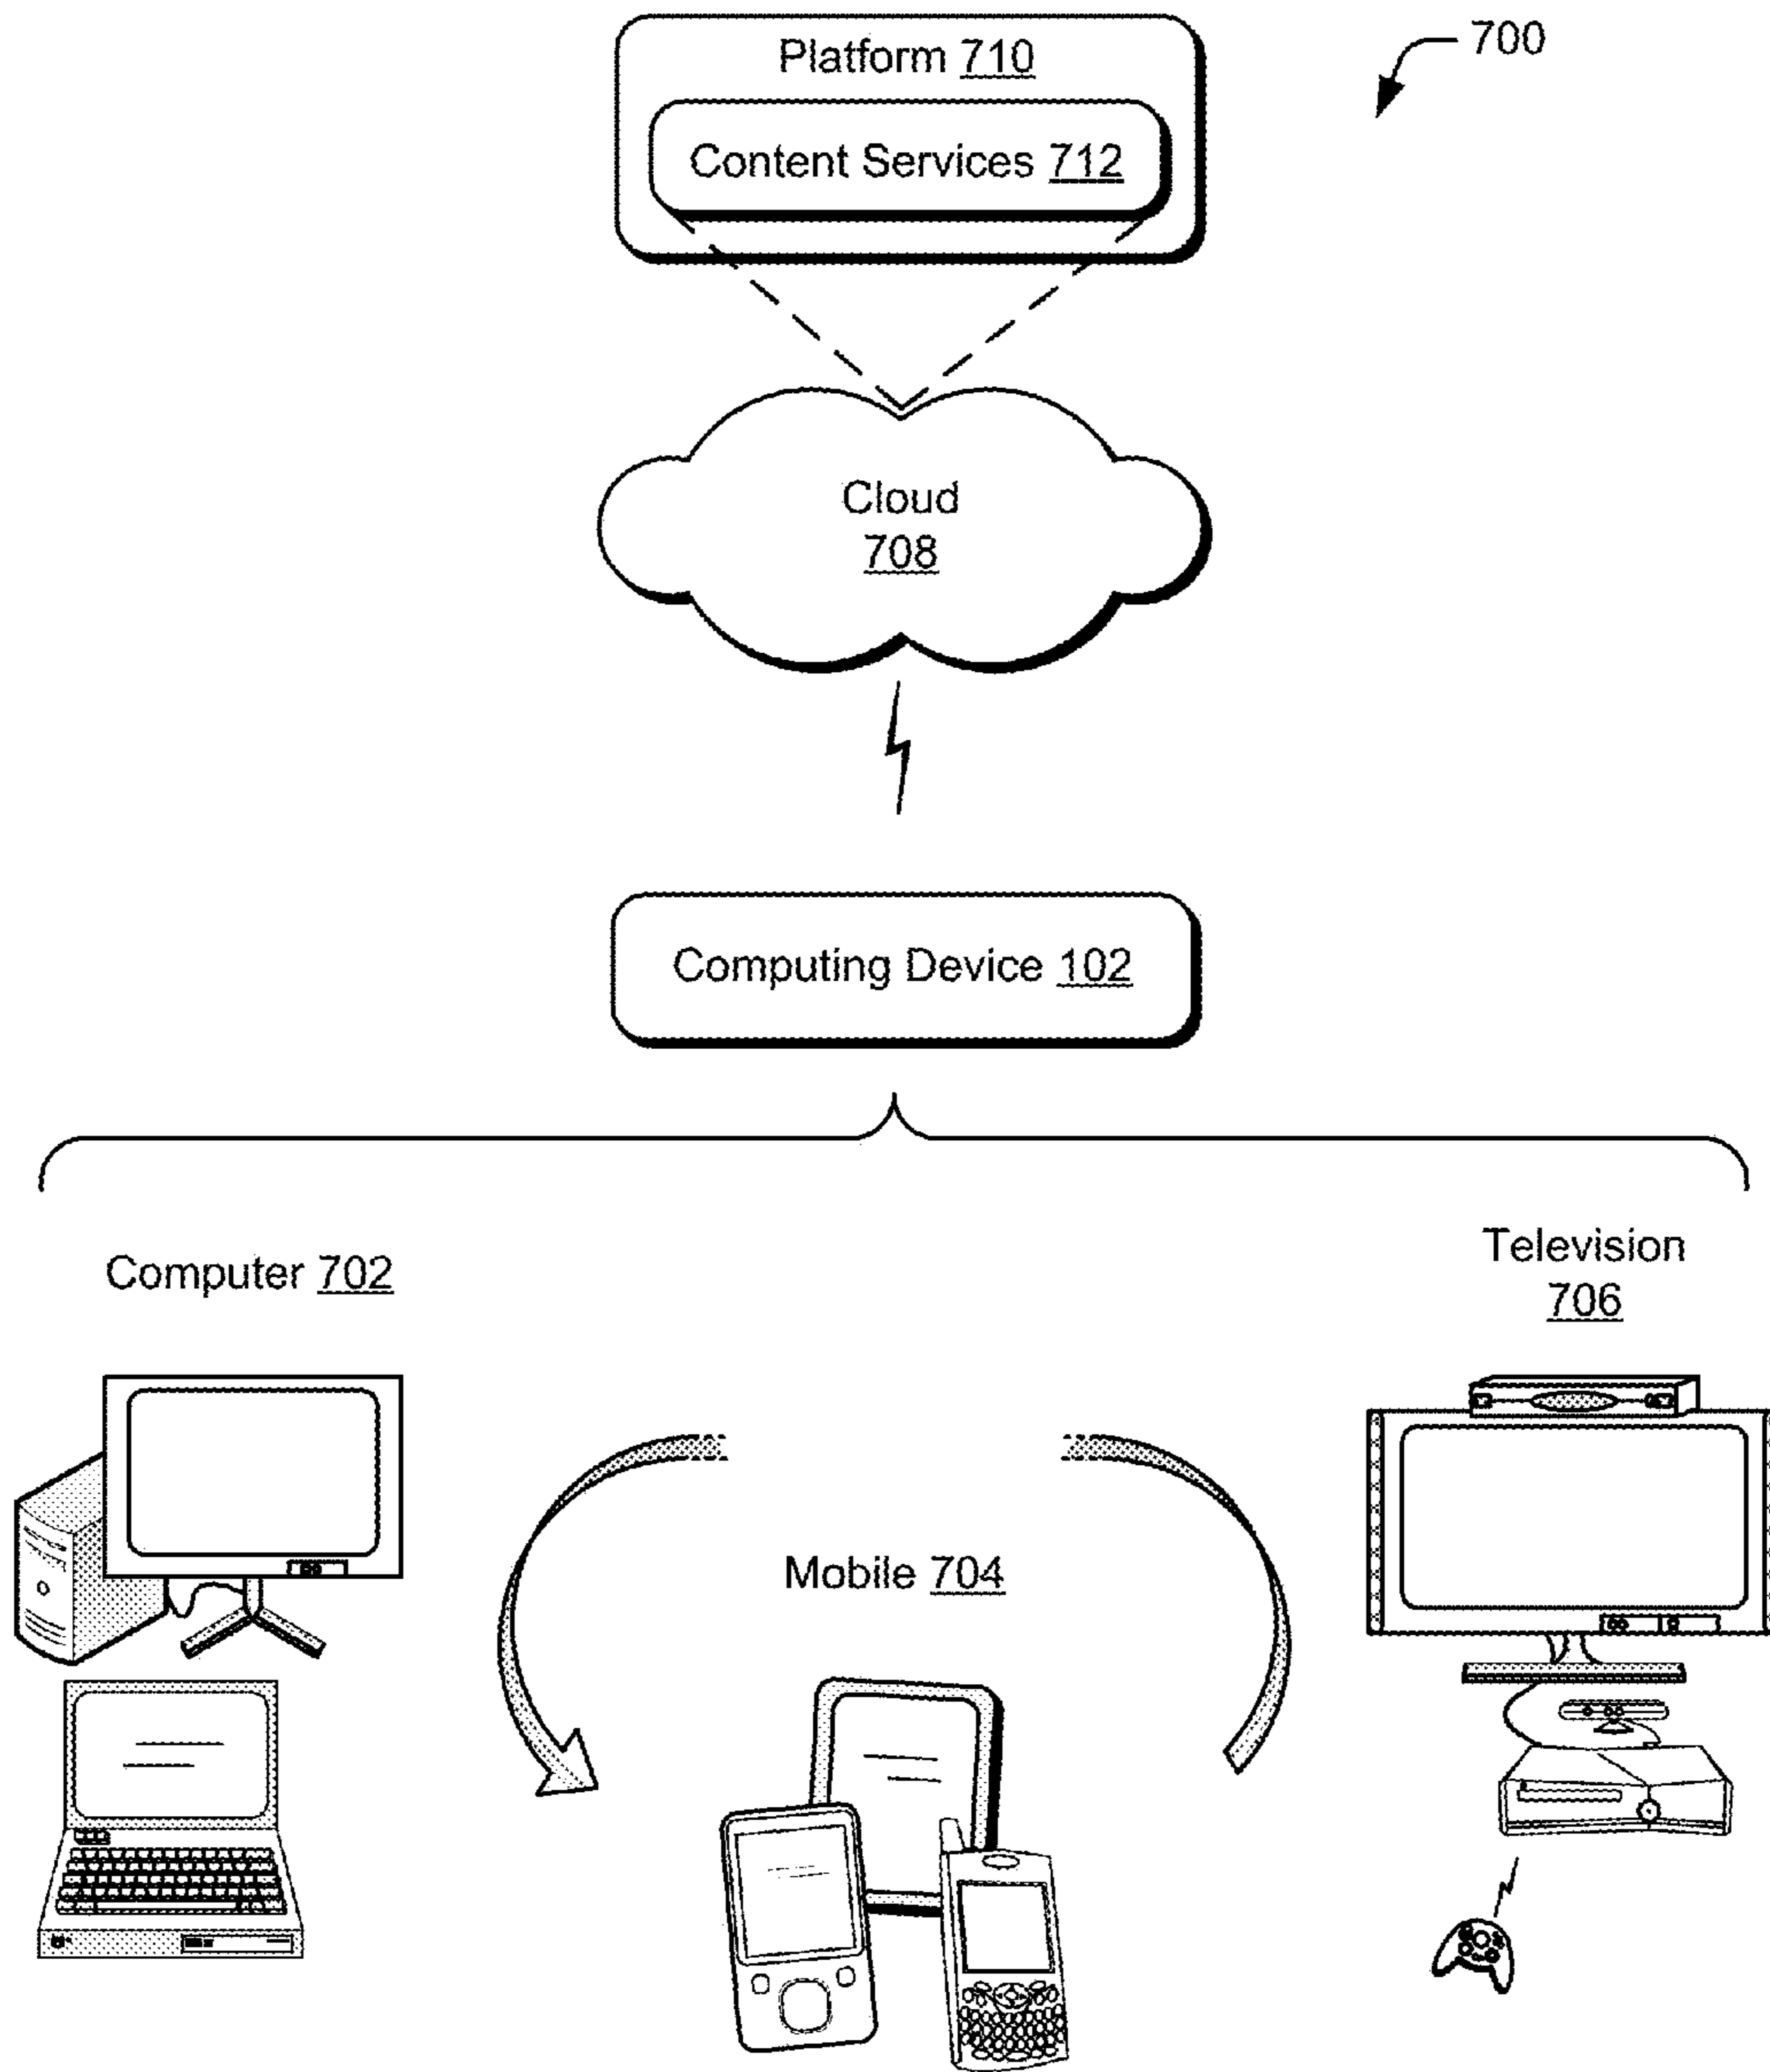 Platform 710
700
Content Services 712
Cloud
708
Computing Device 102
Computer 702
Television
706
Mobile 704